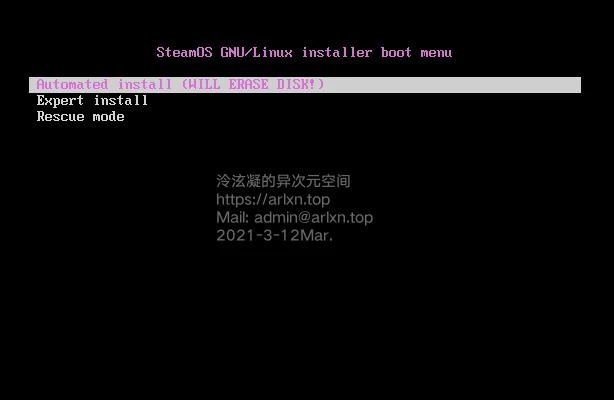 SteamOS GNU/Linux installer boot menu
Automated install (WILL ERASE DISK!)
Expert install
Rescue mode
泠泫凝的异次元空间
https://arlxn.top
Mail: admin@arlxn.top
2021-3-12Mar.